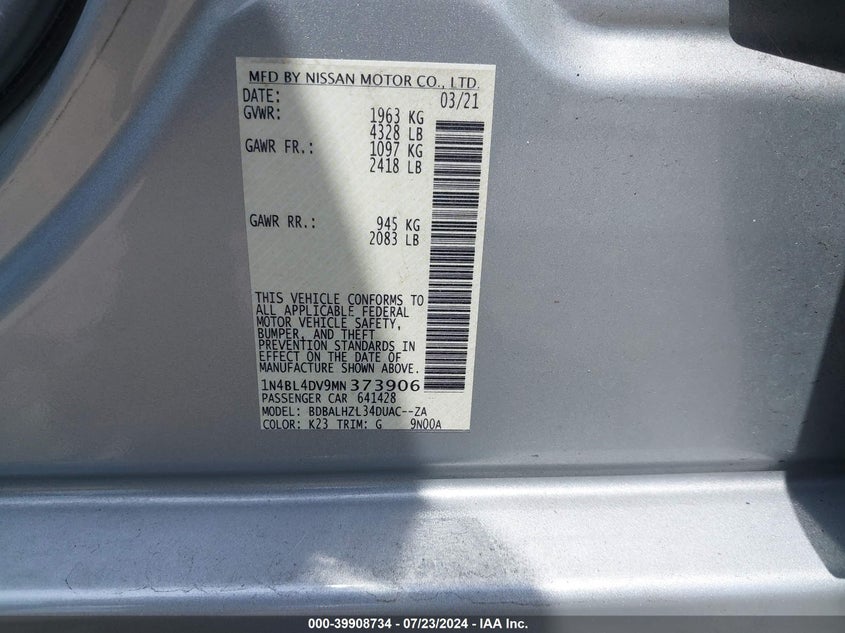 MFD BY NISSAN MOTOR CO., LTD.
DATE: 03/21
GVWR: 1963 KG
4328 LB
GAWR FR.: 1097 KG
2418 LB
GAWR RR.: 945 KG
2083 LB
THIS VEHICLE CONFORMS TO
ALL APPLICABLE FEDERAL
MOTOR VEHICLE SAFETY,
BUMPER, AND THEFT
PREVENTION STANDARDS IN
EFFECT ON THE DATE OF
MANUFACTURE SHOWN ABOVE.
1N4BL4DV9MN373906
PASSENGER CAR 641428
MODEL: BDBALHZL34DUAC--ZA
COLOR: K23 TRIM: G 9N00A
000-39908734 - 07/23/2024 - IAA Inc.